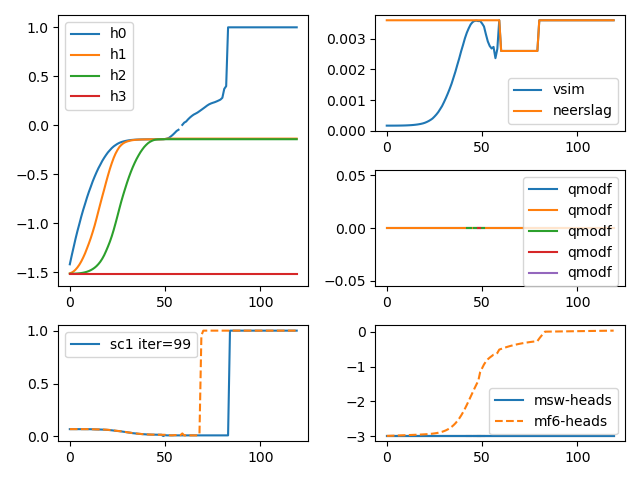 1.0
0.5
0.0
−0.5
−1.0
−1.5
0
50
100
h0
h1
h2
h3
0.003
0.002
0.001
0.000
0
50
100
vsim
neerslag
0.05
0.00
−0.05
0
50
100
qmodf
qmodf
qmodf
qmodf
qmodf
1.0
0.5
0.0
0
50
100
sc1 iter=99
0
−1
−2
−3
0
50
100
msw-heads
mf6-heads